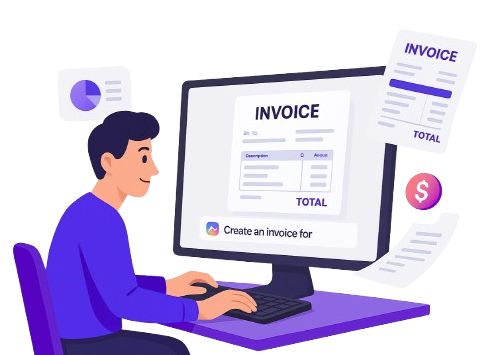 INVOICE
Bill To
Description Q Amount
TOTAL
Create an invoice for
INVOICE
TOTAL
$